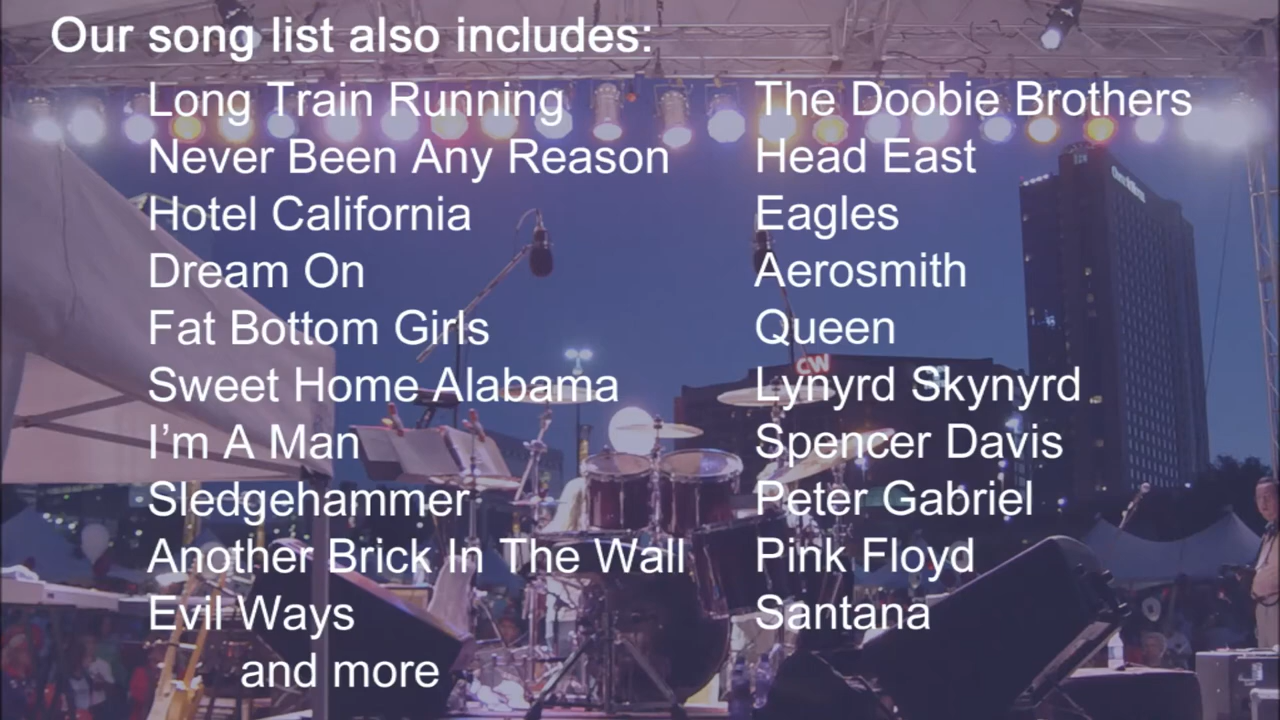 Our song list also includes:
Long Train Running The Doobie Brothers
Never Been Any Reason Head East
Hotel California Eagles
Dream On Aerosmith
Fat Bottom Girls Queen
CW
Sweet Home Alabama Lynyrd Skynyrd
I'm A Man Spencer Davis
Sledgehammer Peter Gabriel
Another Brick In The Wall Pink Floyd
Evil Ways Santana
and more